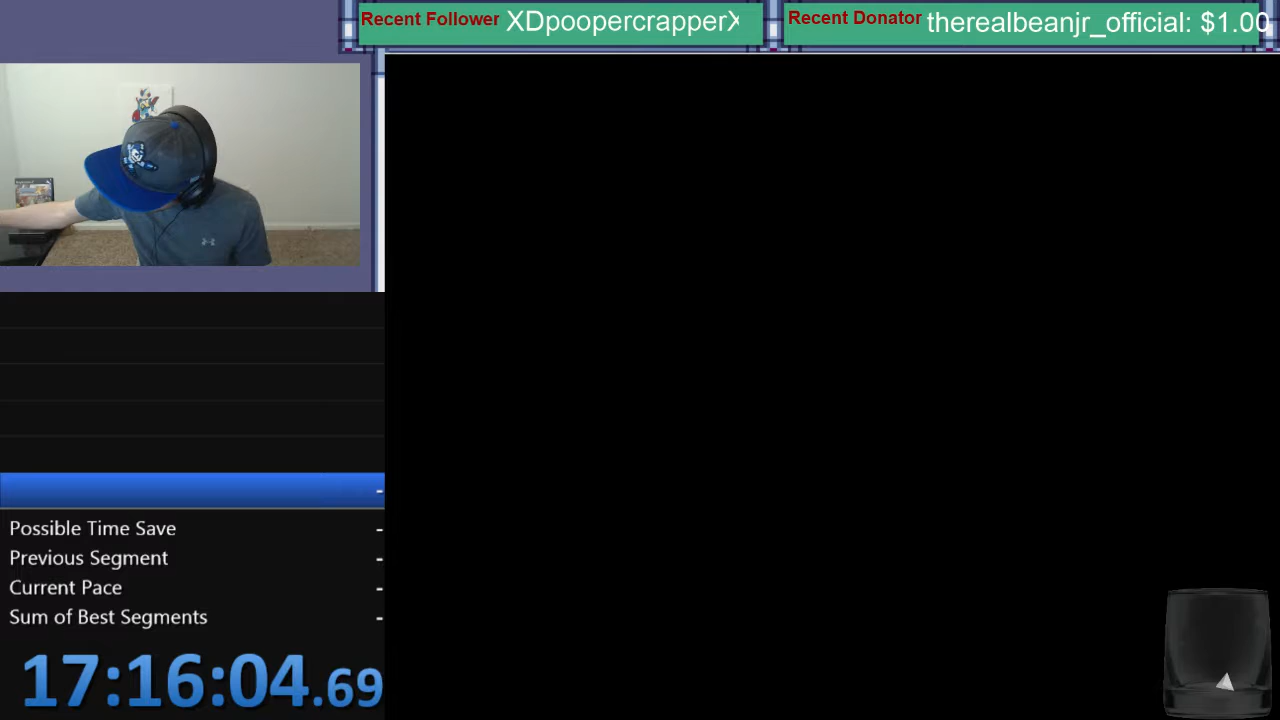 Recent Follower XDpoopercrapperX
Recent Donator therealbeanjr_official: $1.00
-
Possible Time Save -
Previous Segment -
Current Pace -
Sum of Best Segments -
17:16:04.69